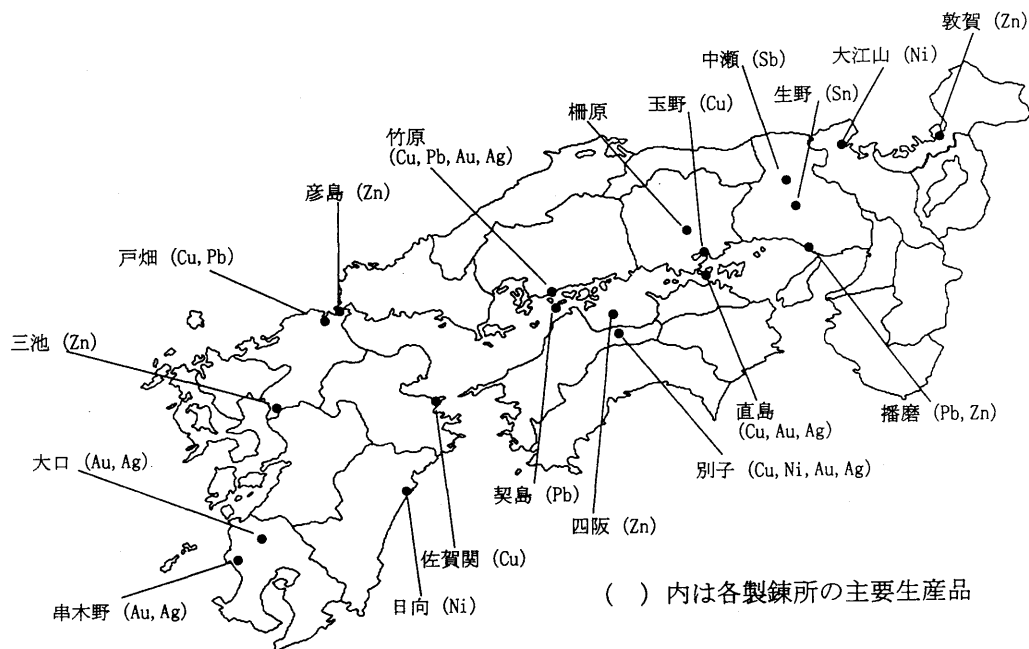 敦賀 (Zn)
中瀬 (Sb)
大江山 (Ni)
生野 (Sn)
玉野 (Cu)
柵原
竹原
(Cu, Pb, Au, Ag)
彦島 (Zn)
戸畑 (Cu, Pb)
三池 (Zn)
大口 (Au, Ag)
串木野 (Au, Ag)
日向 (Ni)
佐賀関 (Cu)
契島 (Pb)
四阪 (Zn)
別子 (Cu, Ni, Au, Ag)
直島
(Cu, Au, Ag)
播磨 (Pb, Zn)
( ) 内は各製錬所の主要生産品